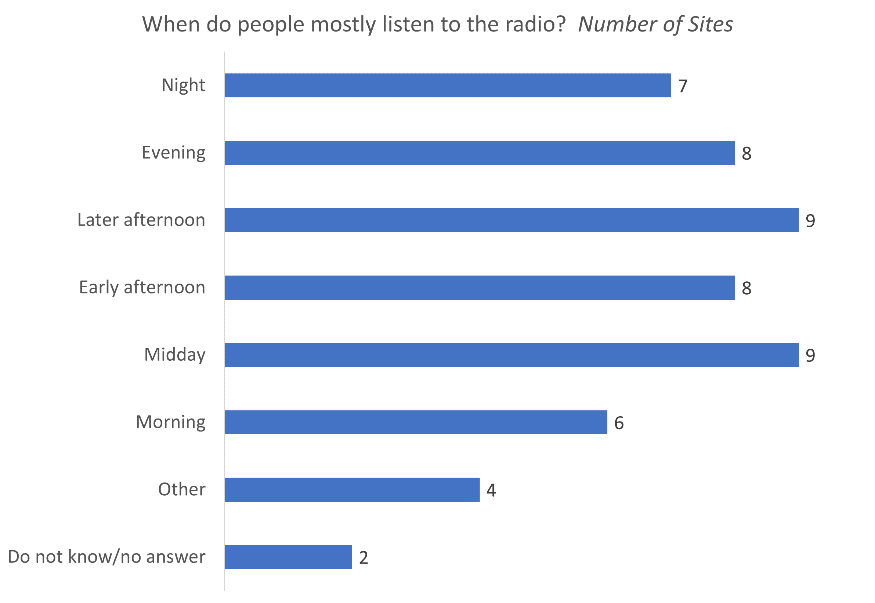 When do people mostly listen to the radio? Number of Sites
Night 7
Evening 8
Later afternoon 9
Early afternoon 8
Midday 9
Morning 6
Other 4
Do not know/no answer 2